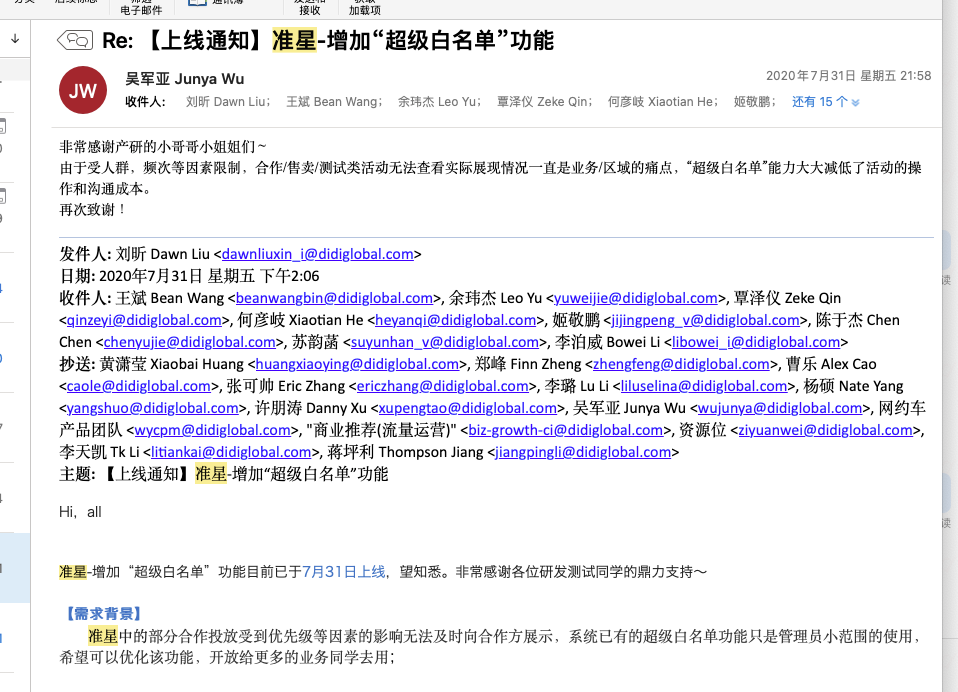 电子邮件
接收
加载项
Re: 【上线通知】准星-增加“超级白名单”功能
JW
吴军亚 Junya Wu
2020年7月31日 星期五 21:58
收件人: 刘昕 Dawn Liu; 王斌 Bean Wang; 余玮杰 Leo Yu; 覃泽仪 Zeke Qin; 何彦岐 Xiaotian He; 姬敬鹏; 还有 15 个
非常感谢产研的小哥哥小姐姐们～
由于受人群，频次等因素限制，合作/售卖/测试类活动无法查看实际展现情况一直是业务/区域的痛点，“超级白名单”能力大大减低了活动的操
作和沟通成本。
再次致谢！
发件人: 刘昕 Dawn Liu <dawnliuxin_i@didiglobal.com>
日期: 2020年7月31日 星期五 下午2:06
收件人: 王斌 Bean Wang <beanwangbin@didiglobal.com>, 余玮杰 Leo Yu <yuweijie@didiglobal.com>, 覃泽仪 Zeke Qin
<qinzeyi@didiglobal.com>, 何彦岐 Xiaotian He <heyanqi@didiglobal.com>, 姬敬鹏 <jijingpeng_v@didiglobal.com>, 陈于杰 Chen
Chen <chenyujie@didiglobal.com>, 苏韵菡 <suyunhan_v@didiglobal.com>, 李泊威 Bowei Li <libowei_i@didiglobal.com>
抄送: 黄潇莹 Xiaobai Huang <huangxiaoying@didiglobal.com>, 郑峰 Finn Zheng <zhengfeng@didiglobal.com>, 曹乐 Alex Cao
<caole@didiglobal.com>, 张可帅 Eric Zhang <ericzhang@didiglobal.com>, 李璐 Lu Li <liluselina@didiglobal.com>, 杨硕 Nate Yang
<yangshuo@didiglobal.com>, 许朋涛 Danny Xu <xupengtao@didiglobal.com>, 吴军亚 Junya Wu <wujunya@didiglobal.com>, 网约车
产品团队 <wycpm@didiglobal.com>, "商业推荐(流量运营)" <biz-growth-ci@didiglobal.com>, 资源位 <ziyuanwei@didiglobal.com>,
李天凯 Tk Li <litiankai@didiglobal.com>, 蒋坪利 Thompson Jiang <jiangpingli@didiglobal.com>
主题: 【上线通知】准星-增加“超级白名单”功能
Hi，all
准星-增加“超级白名单”功能目前已于7月31日上线，望知悉。非常感谢各位研发测试同学的鼎力支持～
【需求背景】
准星中的部分合作投放受到优先级等因素的影响无法及时向合作方展示，系统已有的超级白名单功能只是管理员小范围的使用，
希望可以优化该功能，开放给更多的业务同学去用；